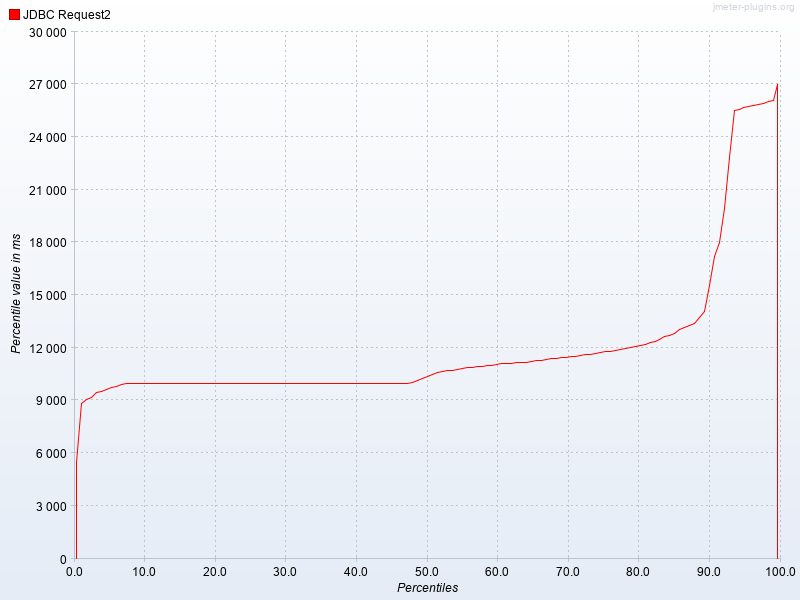 jmeter-plugins.org
JDBC Request2
30 000
27 000
24 000
21 000
18 000
15 000
12 000
9 000
6 000
3 000
0
Percentile value in ms
0.0 10.0 20.0 30.0 40.0 50.0 60.0 70.0 80.0 90.0 100.0
Percentiles